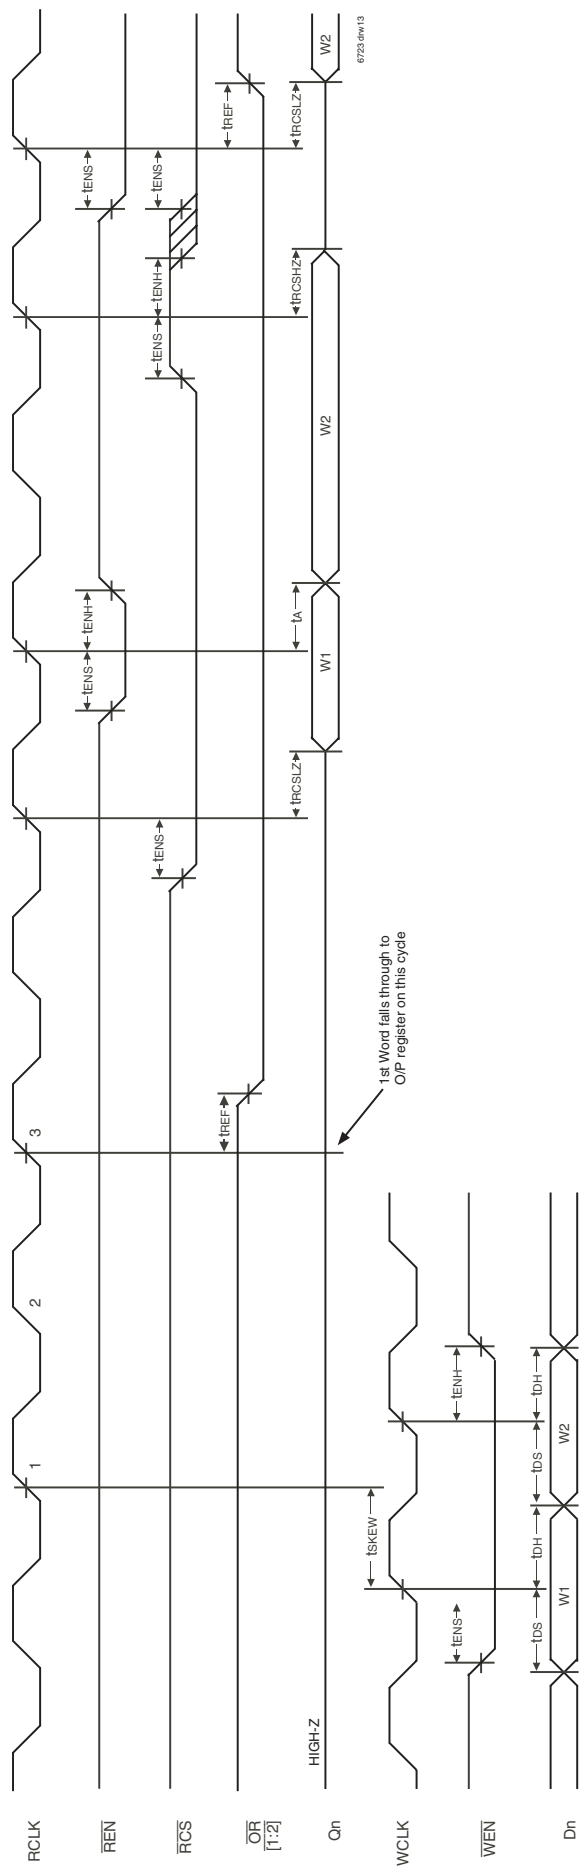 RCLK
1
2
3
REN
tENS
tENH
tENS
RCS
tENS
tENS
tENH
tENS
OR
[1:2]
tREF
tREF
Qn
HIGH-Z
tRCSLZ
tA
tRCSHZ
tRCSLZ
W1
W2
W2
6723 drw13
1st Word falls through to
O/P register on this cycle
tSKEW
WCLK
WEN
tENS
tENH
Dn
tDS
tDH
tDS
tDH
W1
W2